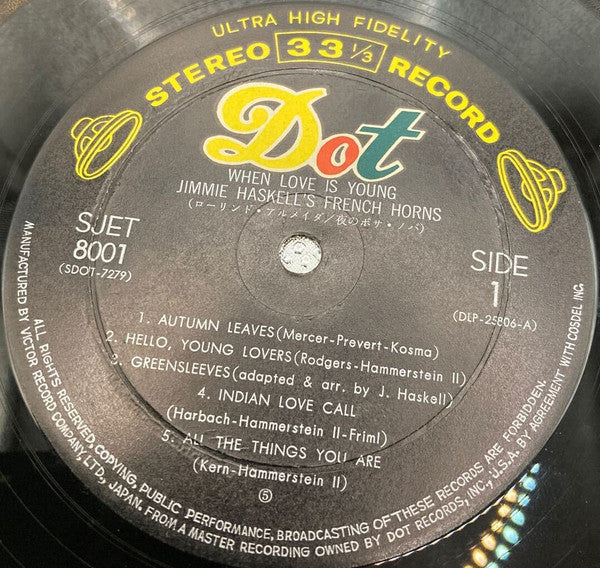 ULTRA HIGH FIDELITY
STEREO 33 1/3 RECORD
Dot
WHEN LOVE IS YOUNG
JIMMIE HASKELL'S FRENCH HORNS
(ローリンド・アルメイダ/夜のボサ・ノバ)
SJET
8001
(SDOT-7279)
SIDE
1
(DLP-25806-A)
1. AUTUMN LEAVES (Mercer-Prevert-Kosma)
2. HELLO, YOUNG LOVERS (Rodgers-Hammerstein II)
3. GREENSLEEVES (adapted & arr. by J. Haskell)
4. INDIAN LOVE CALL
(Harbach-Hammerstein II-Friml)
5. ALL THE THINGS YOU ARE
(Kern-Hammerstein II)
⑤
MANUFACTURED BY VICTOR RECORD COMPANY, LTD., JAPAN. FROM A MASTER RECORDING OWNED BY DOT RECORDS, INC., U.S.A. BY AGREEMENT WITH COSDEL INC.
ALL RIGHTS RESERVED. COPYING, PUBLIC PERFORMANCE, BROADCASTING OF THESE RECORDS ARE FORBIDDEN.